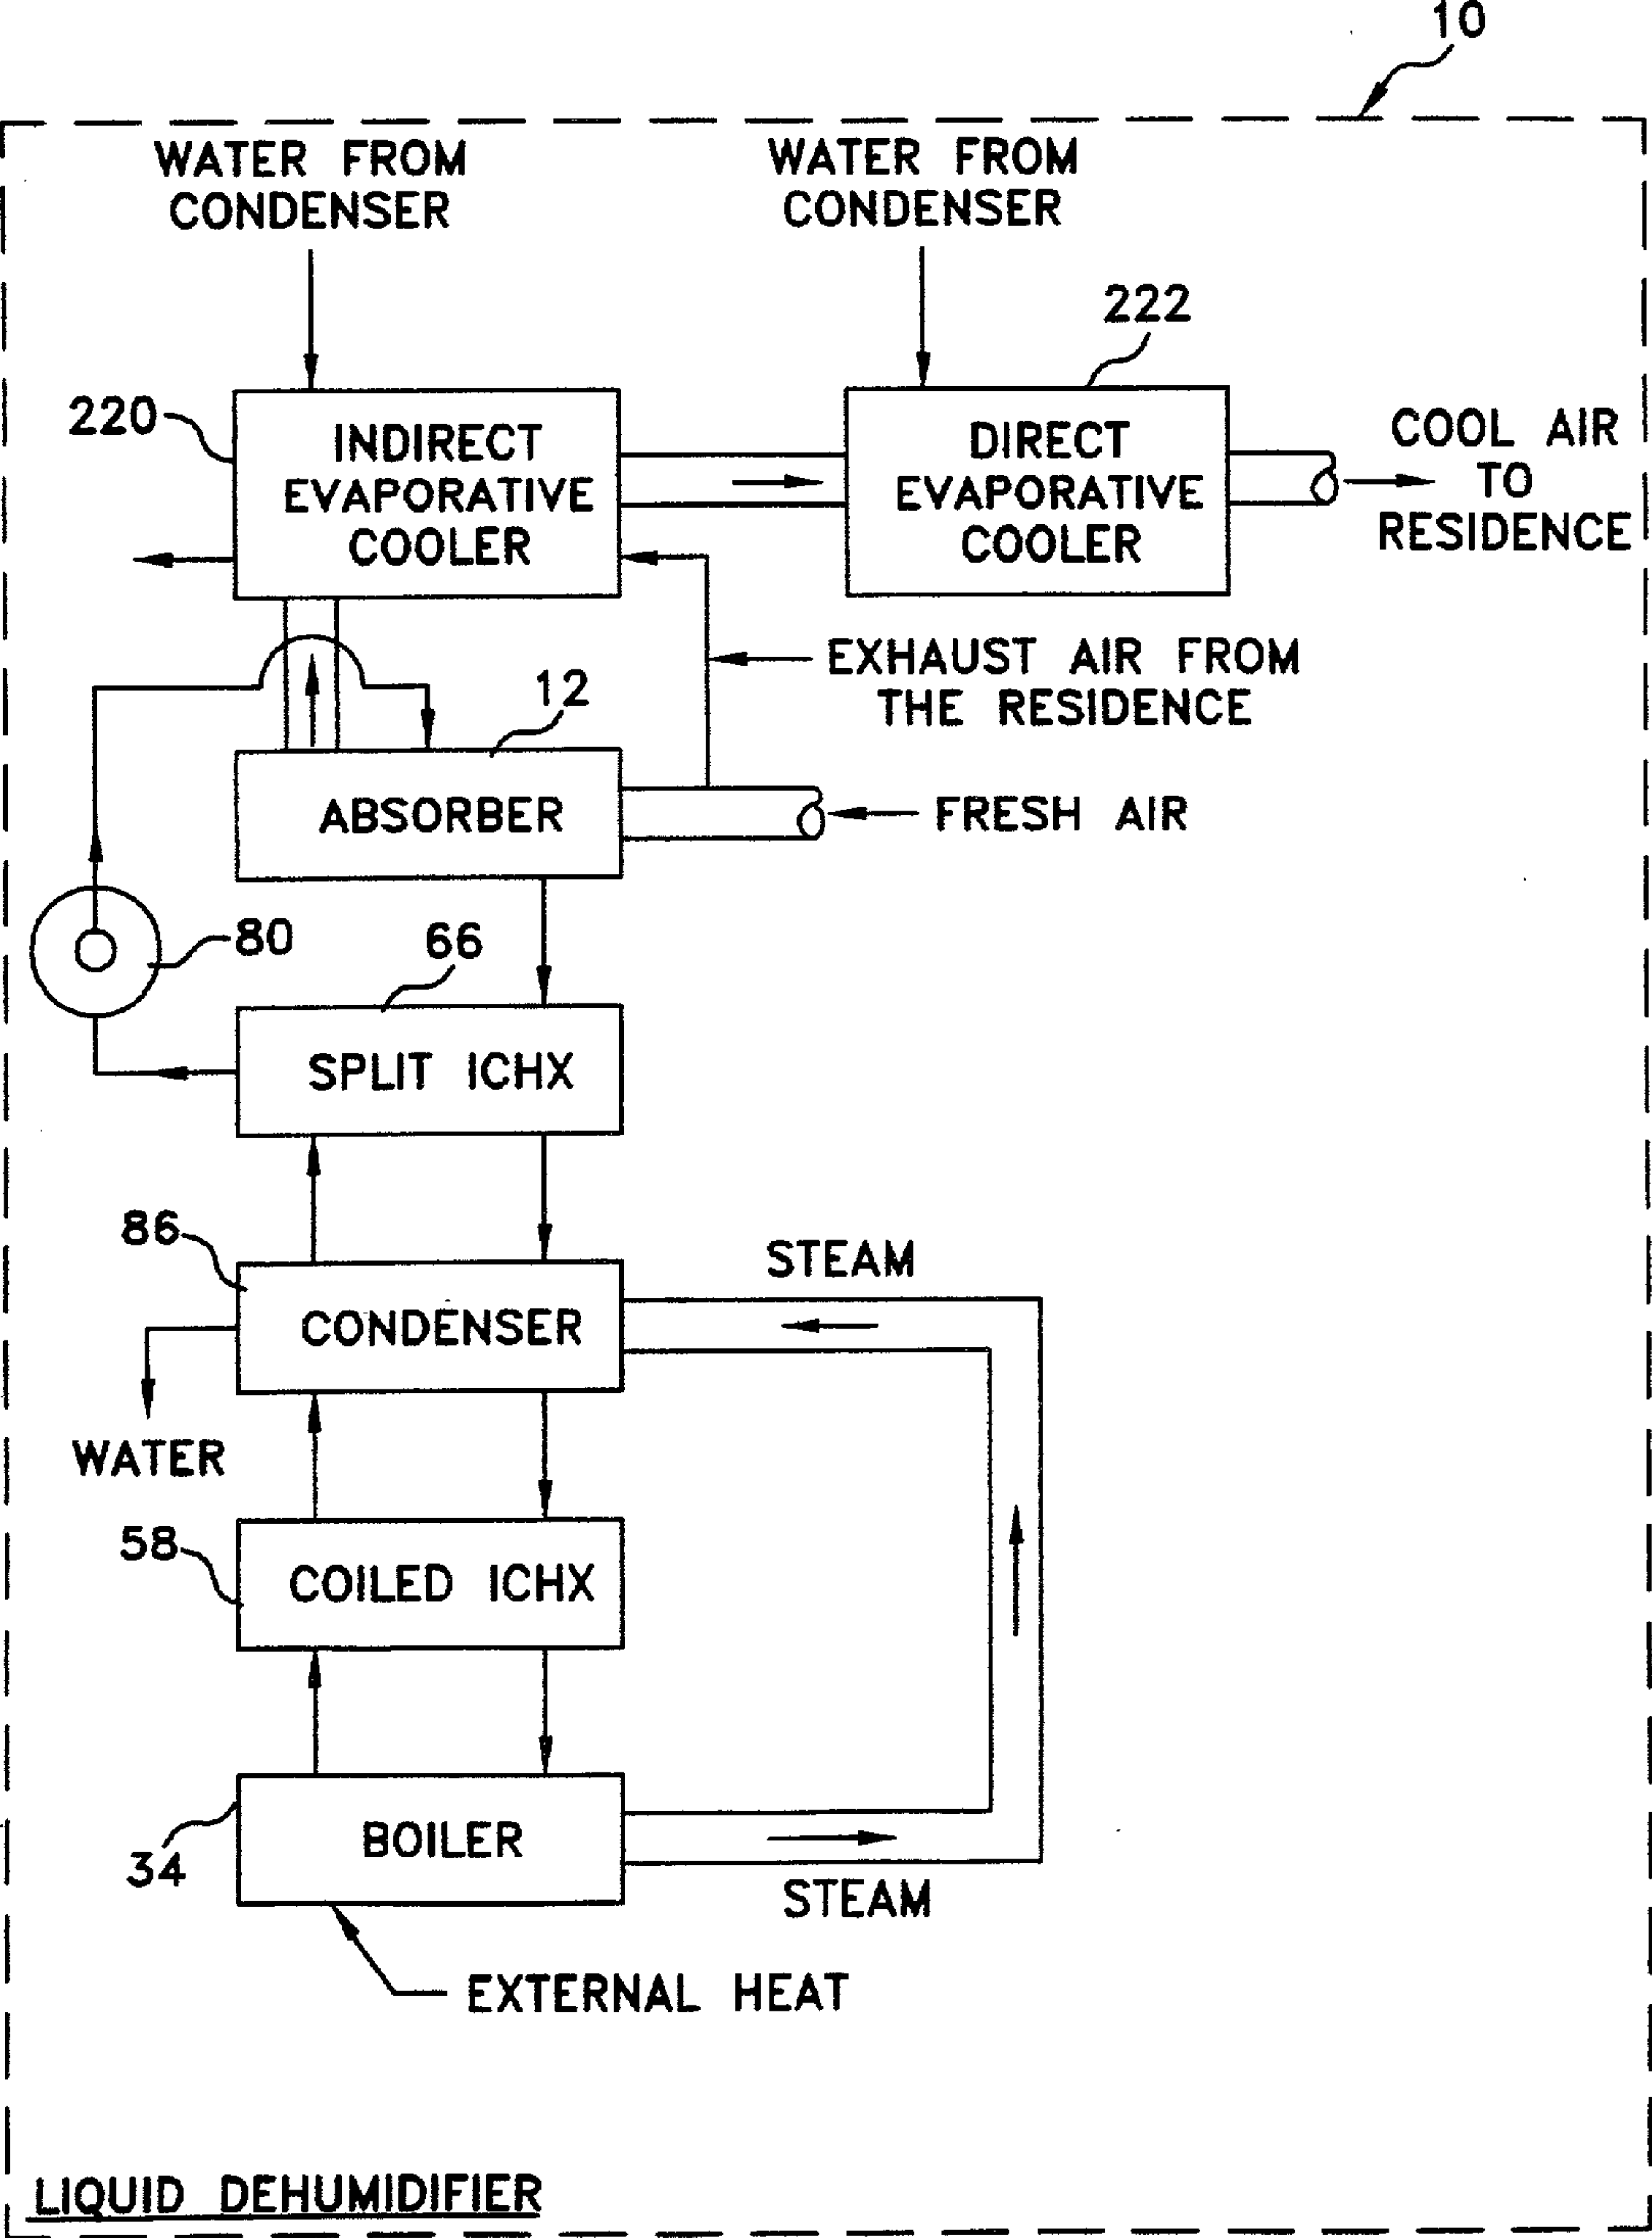 10
WATER FROM
CONDENSER
WATER FROM
CONDENSER
222
220
INDIRECT
EVAPORATIVE
COOLER
DIRECT
EVAPORATIVE
COOLER
COOL AIR
TO
RESIDENCE
EXHAUST AIR FROM
THE RESIDENCE
12
ABSORBER
FRESH AIR
80
66
SPLIT ICHX
86
STEAM
CONDENSER
WATER
58
COILED ICHX
BOILER
34
STEAM
EXTERNAL HEAT
LIQUID DEHUMIDIFIER